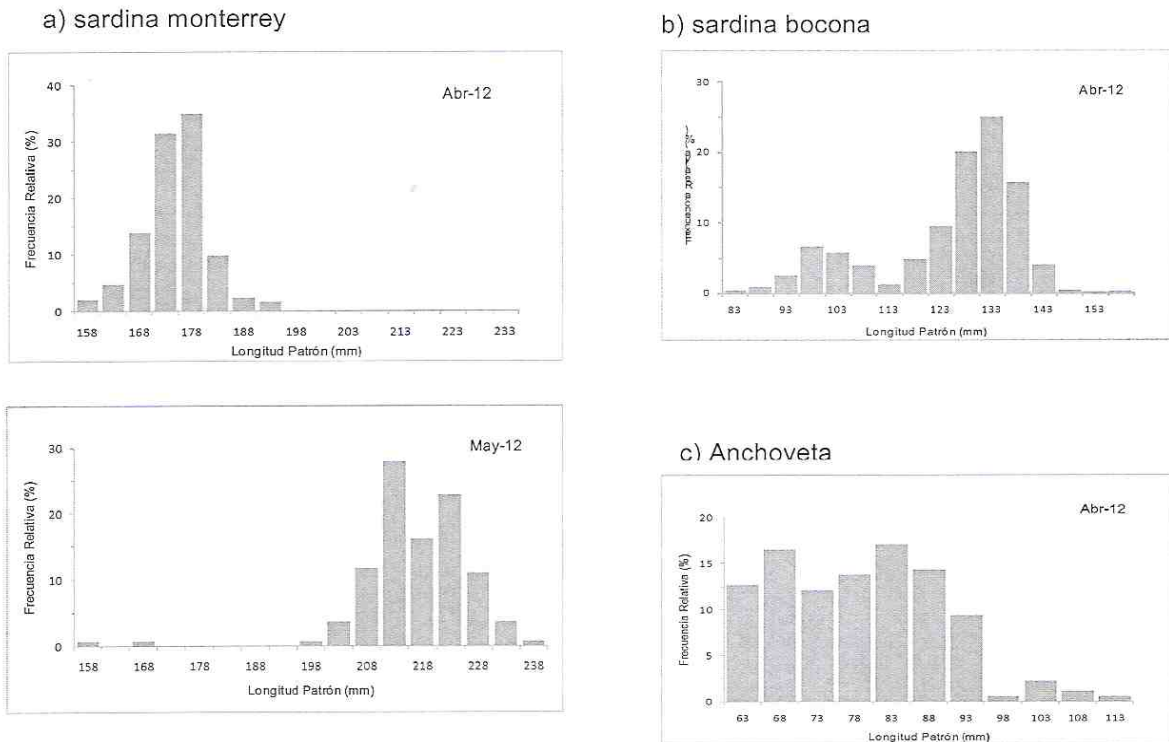 a) sardina monterrey
Abr-12
40
30
20
10
0
Frecuencia Relativa (%)
158 168 178 188 198 203 213 223 233
Longitud Patrón (mm)
May-12
30
20
10
0
Frecuencia Relativa (%)
158 168 178 188 198 208 218 228 238
Longitud Patrón (mm)
b) sardina bocona
Abr-12
30
20
10
0
83 93 103 113 123 133 143 153
Longitud Patrón (mm)
c) Anchoveta
Abr-12
20
15
10
5
0
Frecuencia Relativa (%)
63 68 73 78 83 88 93 98 103 108 113
Longitud Patrón (mm)